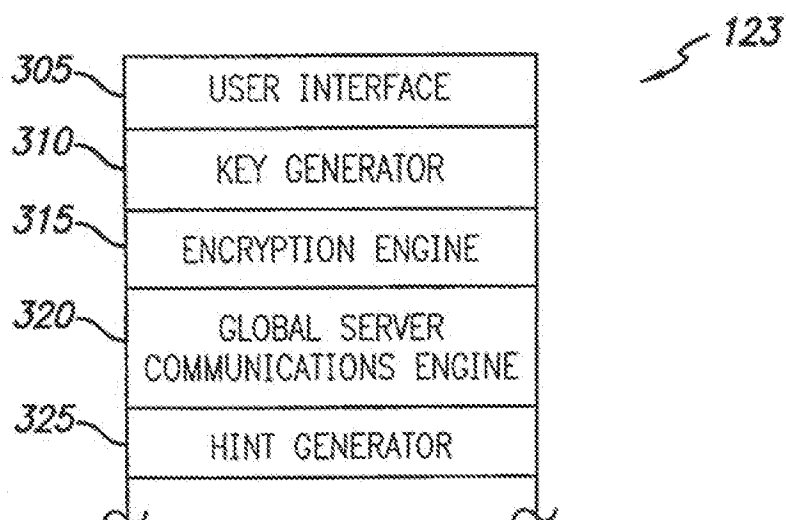 123
305 USER INTERFACE
310 KEY GENERATOR
315 ENCRYPTION ENGINE
320 GLOBAL SERVER
COMMUNICATIONS ENGINE
325 HINT GENERATOR